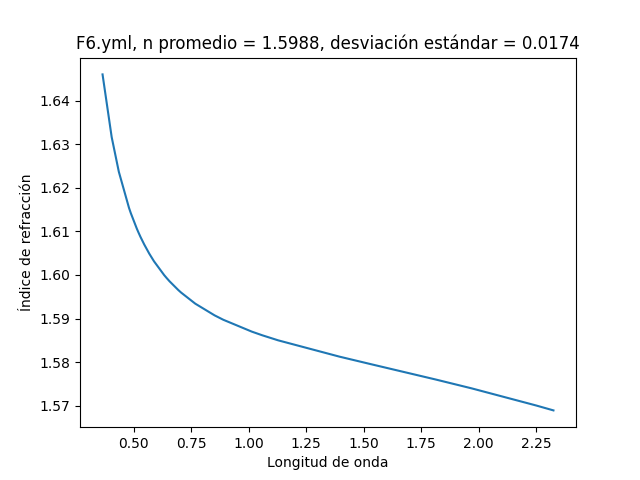 F6.yml, n promedio = 1.5988, desviación estándar = 0.0174
1.64
1.63
1.62
1.61
1.60
1.59
1.58
1.57
Índice de refracción
0.50 0.75 1.00 1.25 1.50 1.75 2.00 2.25
Longitud de onda